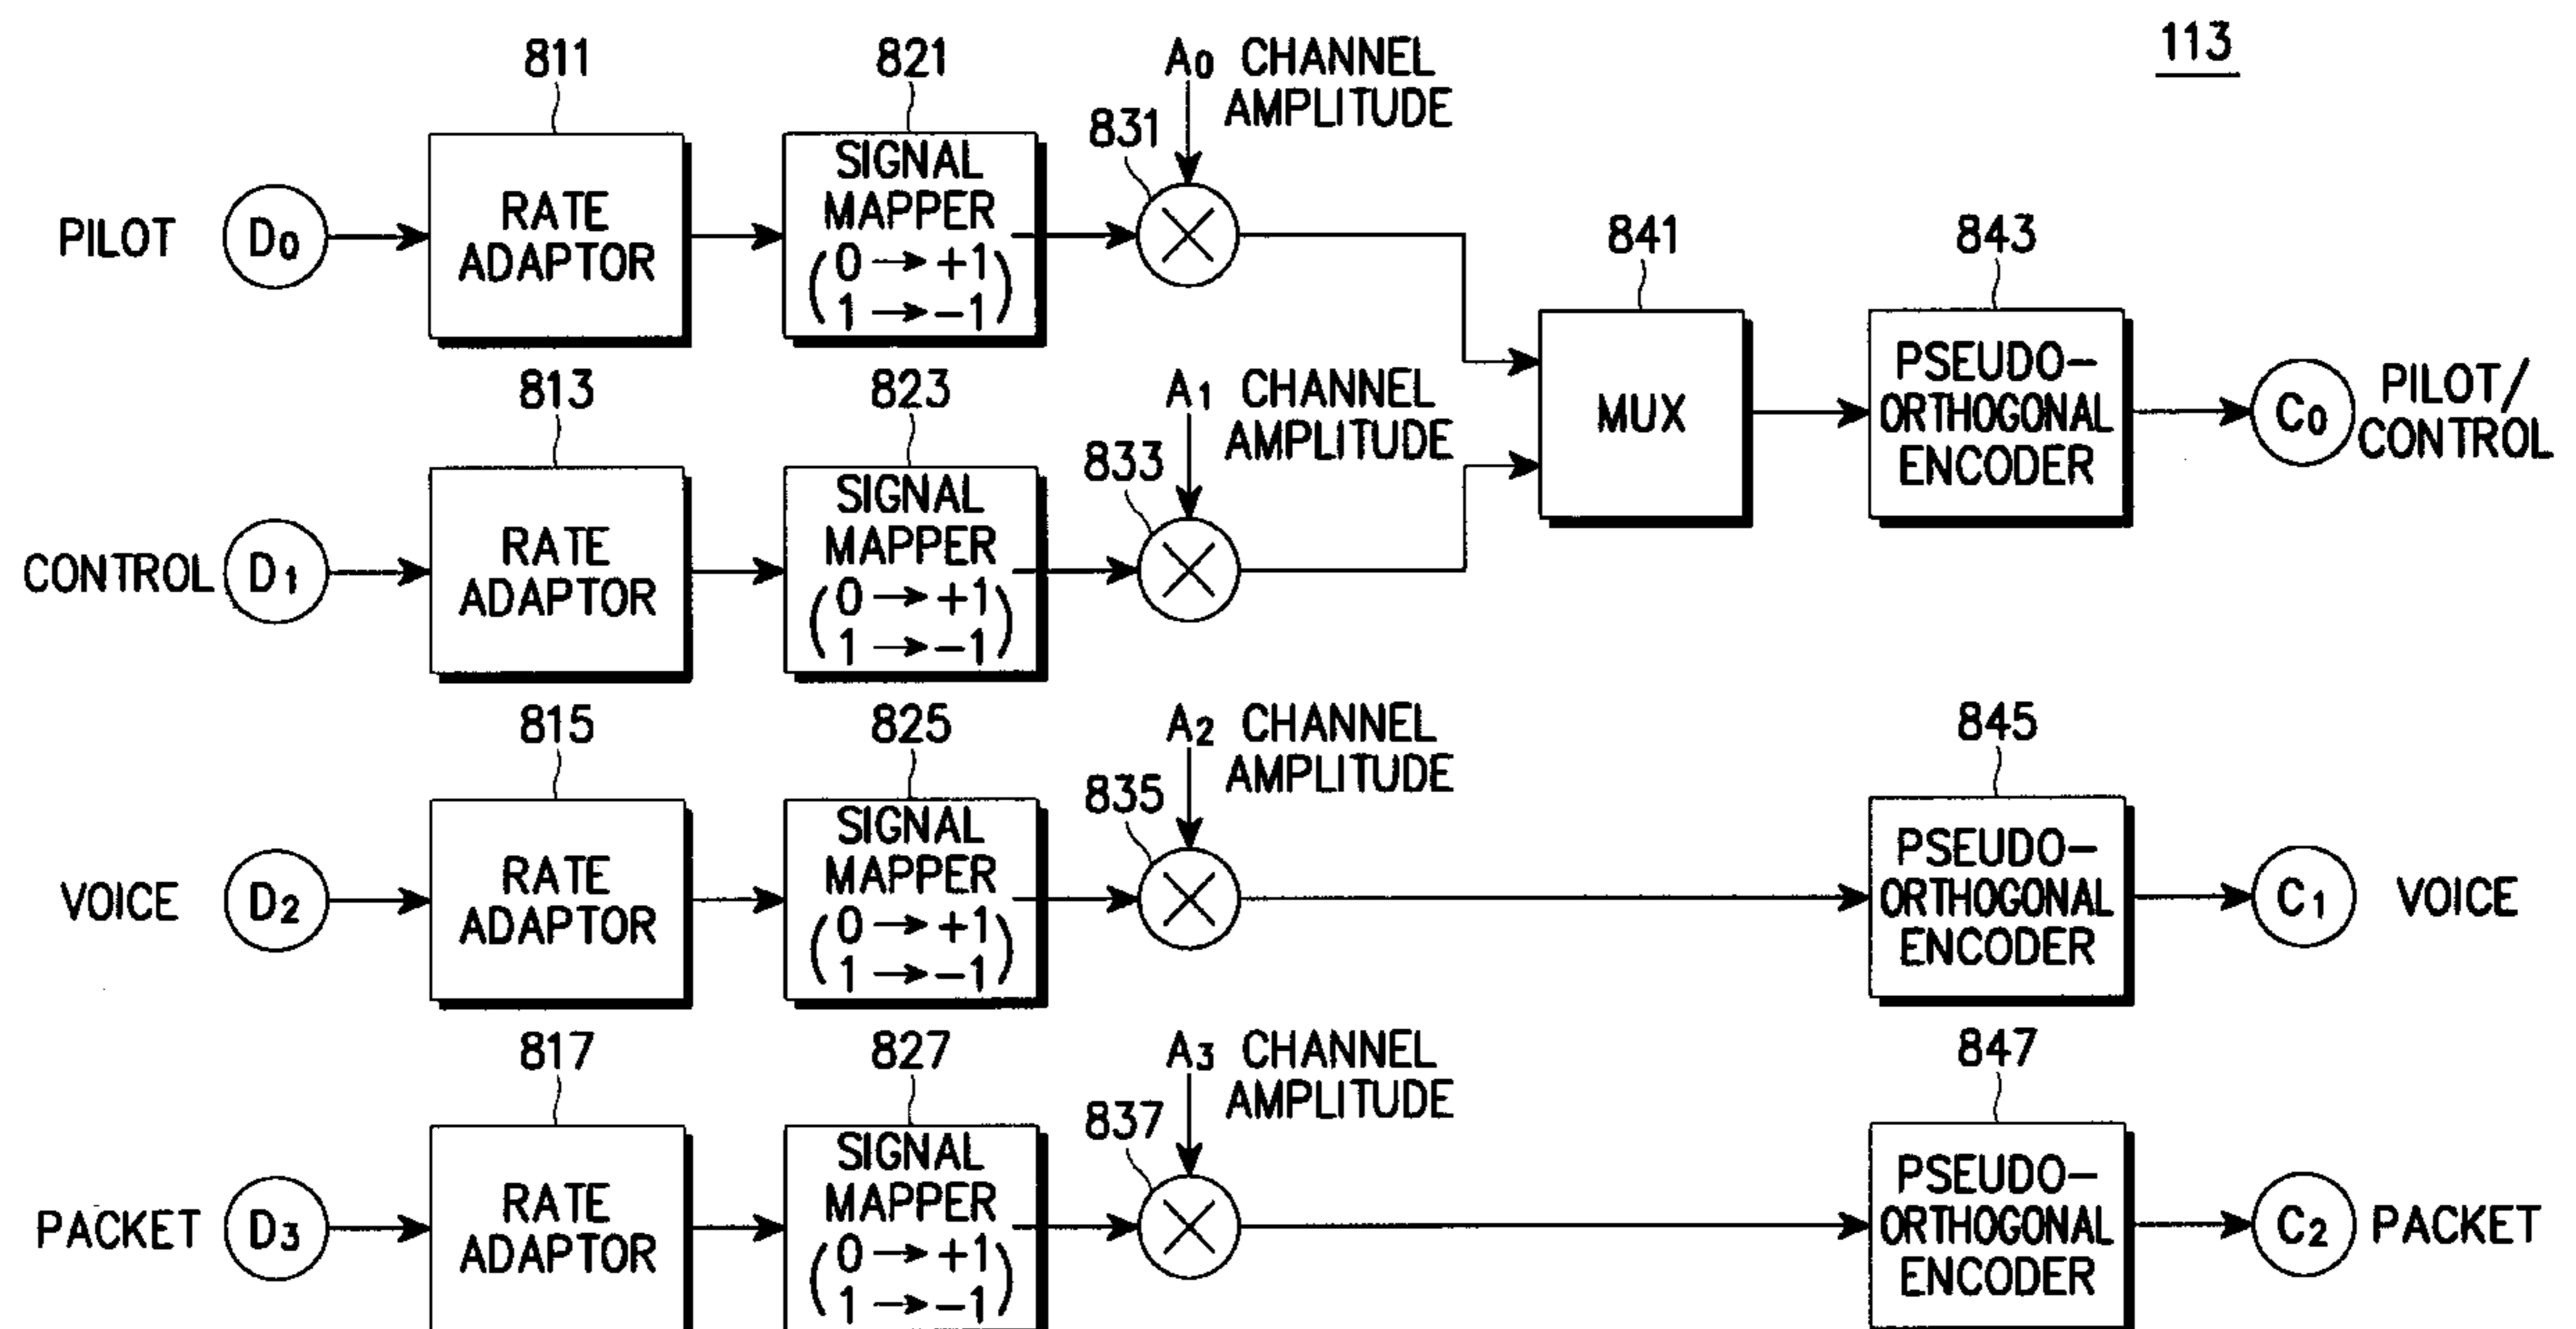 113
811
821
A0 CHANNEL
AMPLITUDE
831
PILOT
D0
RATE
ADAPTOR
SIGNAL
MAPPER
(0 → +1)
(1 → -1)
841
843
MUX
PSEUDO-
ORTHOGONAL
ENCODER
C0
PILOT/
CONTROL
813
823
A1 CHANNEL
AMPLITUDE
833
CONTROL
D1
RATE
ADAPTOR
SIGNAL
MAPPER
(0 → +1)
(1 → -1)
815
825
A2 CHANNEL
AMPLITUDE
835
845
VOICE
D2
RATE
ADAPTOR
SIGNAL
MAPPER
(0 → +1)
(1 → -1)
PSEUDO-
ORTHOGONAL
ENCODER
C1
VOICE
817
827
A3 CHANNEL
AMPLITUDE
837
847
PACKET
D3
RATE
ADAPTOR
SIGNAL
MAPPER
(0 → +1)
(1 → -1)
PSEUDO-
ORTHOGONAL
ENCODER
C2
PACKET